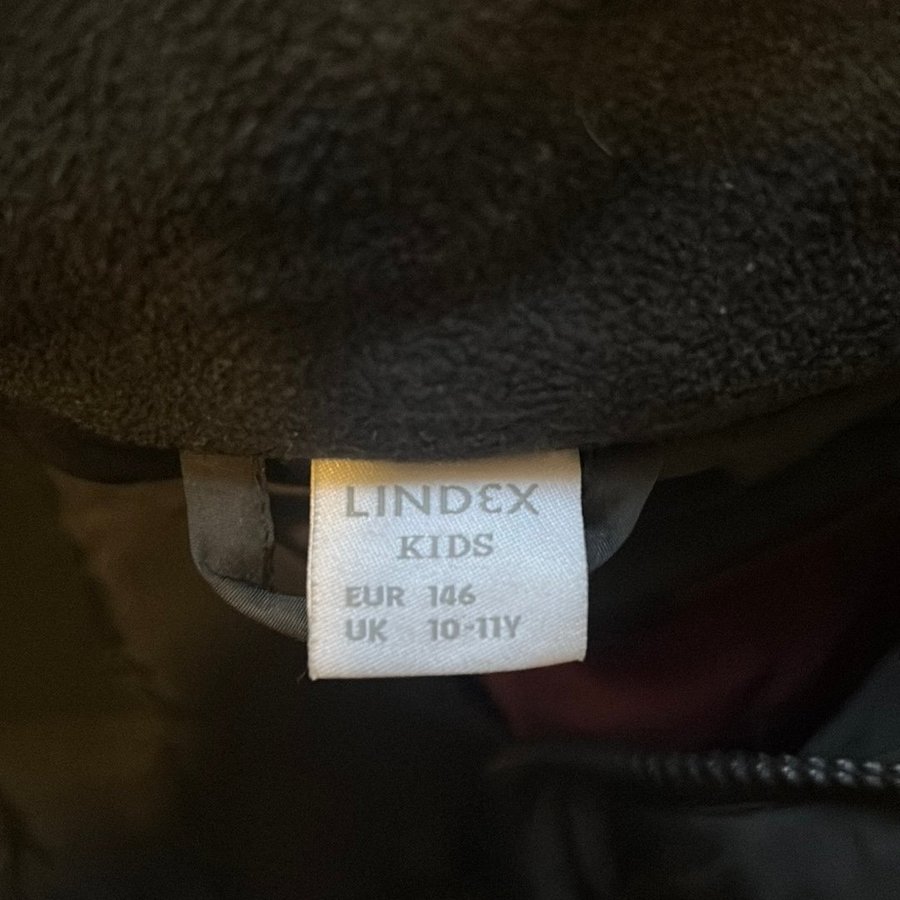 LINDEX
KIDS
EUR 146
UK 10-11Y